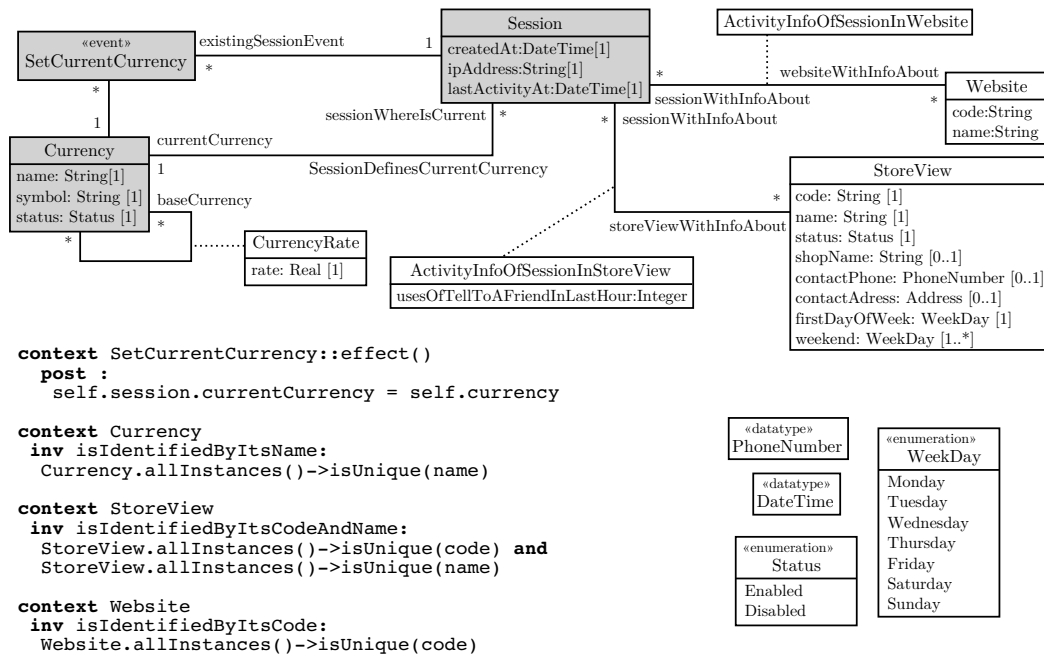 «event»
SetCurrentCurrency
existingSessionEvent
1
*
Session
createdAt:DateTime[1]
ipAddress:String[1]
lastActivityAt:DateTime[1]
ActivityInfoOfSessionInWebsite
*
websiteWithInfoAbout
sessionWithInfoAbout
*
Website
code:String
name:String
*
1
sessionWhereIsCurrent
*
*
sessionWithInfoAbout
Currency
name: String[1]
symbol: String [1]
status: Status [1]
currentCurrency
1
SessionDefinesCurrentCurrency
baseCurrency
*
*
CurrencyRate
rate: Real [1]
ActivityInfoOfSessionInStoreView
usesOfTellToAFriendInLastHour:Integer
*
storeViewWithInfoAbout
StoreView
code: String [1]
name: String [1]
status: Status [1]
shopName: String [0..1]
contactPhone: PhoneNumber [0..1]
contactAdress: Address [0..1]
firstDayOfWeek: WeekDay [1]
weekend: WeekDay [1..*]
context SetCurrentCurrency::effect()
post :
self.session.currentCurrency = self.currency
context Currency
inv isIdentifiedByItsName:
Currency.allInstances()->isUnique(name)
context StoreView
inv isIdentifiedByItsCodeAndName:
StoreView.allInstances()->isUnique(code) and
StoreView.allInstances()->isUnique(name)
context Website
inv isIdentifiedByItsCode:
Website.allInstances()->isUnique(code)
«datatype»
PhoneNumber
«datatype»
DateTime
«enumeration»
Status
Enabled
Disabled
«enumeration»
WeekDay
Monday
Tuesday
Wednesday
Thursday
Friday
Saturday
Sunday